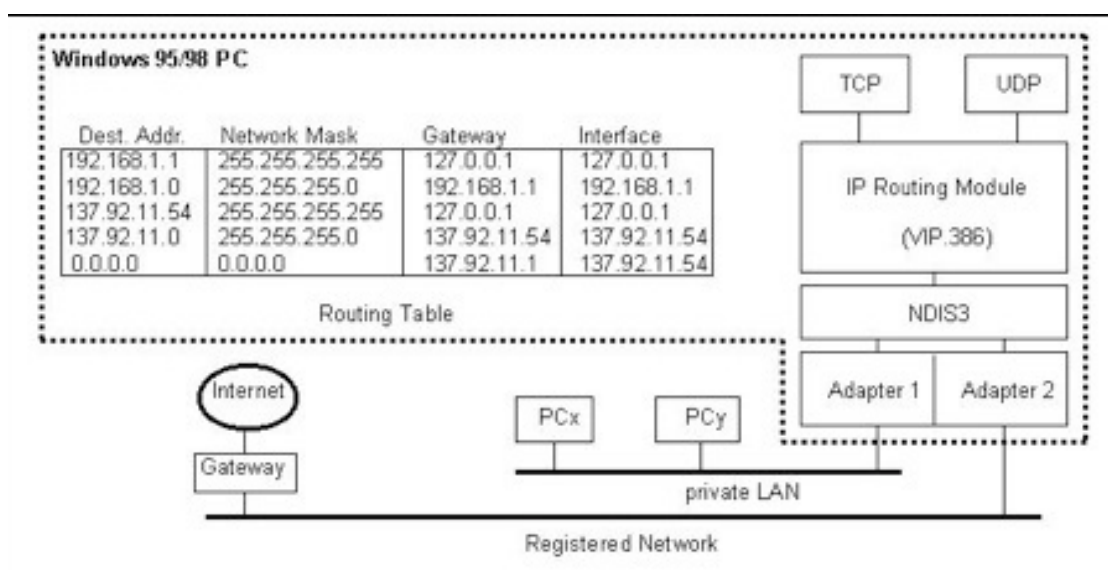 Windows 95/98 PC
TCP
UDP
Dest. Addr. Network Mask Gateway Interface
192.168.1.1 255.255.255.255 127.0.0.1 127.0.0.1
192.168.1.0 255.255.255.0 192.168.1.1 192.168.1.1
137.92.11.54 255.255.255.255 127.0.0.1 127.0.0.1
137.92.11.0 255.255.255.0 137.92.11.54 137.92.11.54
0.0.0.0 0.0.0.0 137.92.11.1 137.92.11.54
Routing Table
IP Routing Module
(VIP.386)
NDIS3
Adapter 1
Adapter 2
Internet
Gateway
PCx
PCy
private LAN
Registered Network